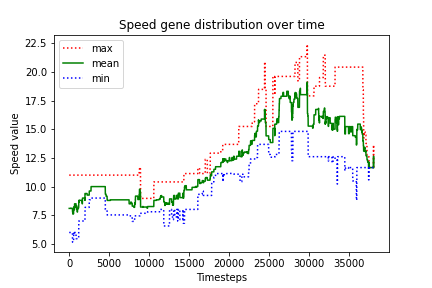 Speed gene distribution over time
max
mean
min
22.5
20.0
17.5
15.0
12.5
10.0
7.5
5.0
Speed value
0 5000 10000 15000 20000 25000 30000 35000
Timesteps